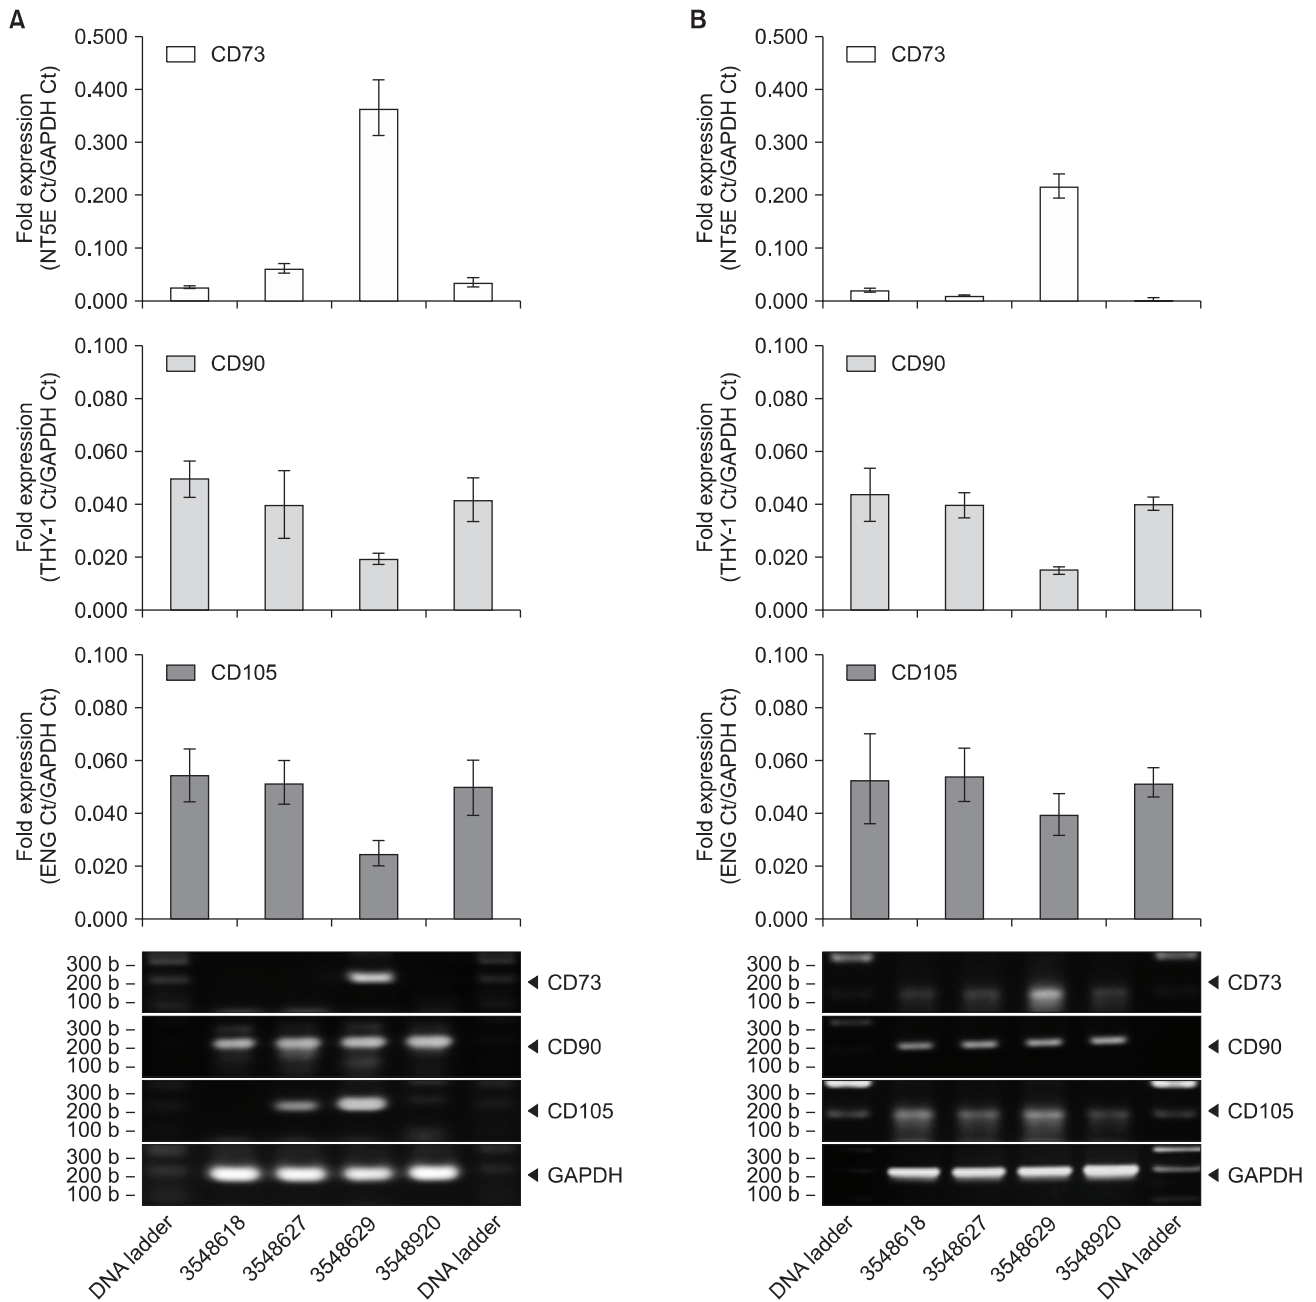 A
0.500
0.400
0.300
0.200
0.100
0.000
Fold expression
(NT5E Ct/GAPDH Ct)
CD73
0.100
0.080
0.060
0.040
0.020
0.000
Fold expression
(THY-1 Ct/GAPDH Ct)
CD90
0.100
0.080
0.060
0.040
0.020
0.000
Fold expression
(ENG Ct/GAPDH Ct)
CD105
300 b
200 b
100 b
CD73
300 b
200 b
100 b
CD90
300 b
200 b
100 b
CD105
300 b
200 b
100 b
GAPDH
DNA ladder
3548618
3548627
3548629
3548920
DNA ladder
B
0.500
0.400
0.300
0.200
0.100
0.000
Fold expression
(NT5E Ct/GAPDH Ct)
CD73
0.100
0.080
0.060
0.040
0.020
0.000
Fold expression
(THY-1 Ct/GAPDH Ct)
CD90
0.100
0.080
0.060
0.040
0.020
0.000
Fold expression
(ENG Ct/GAPDH Ct)
CD105
300 b
200 b
100 b
CD73
300 b
200 b
100 b
CD90
300 b
200 b
100 b
CD105
300 b
200 b
100 b
GAPDH
DNA ladder
3548618
3548627
3548629
3548920
DNA ladder